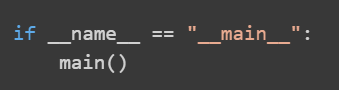 if __name__ == "__main__":
    main()